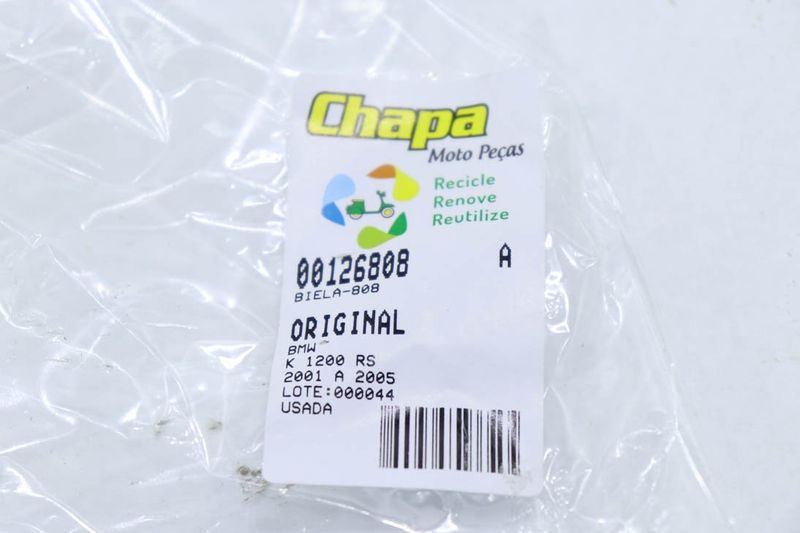 Chapa
Moto Peças
Recicle
Renove
Reutilize
00126808 A
BIELA-808
ORIGINAL
BMW
K 1200 RS
2001 A 2005
LOTE:000044
USADA